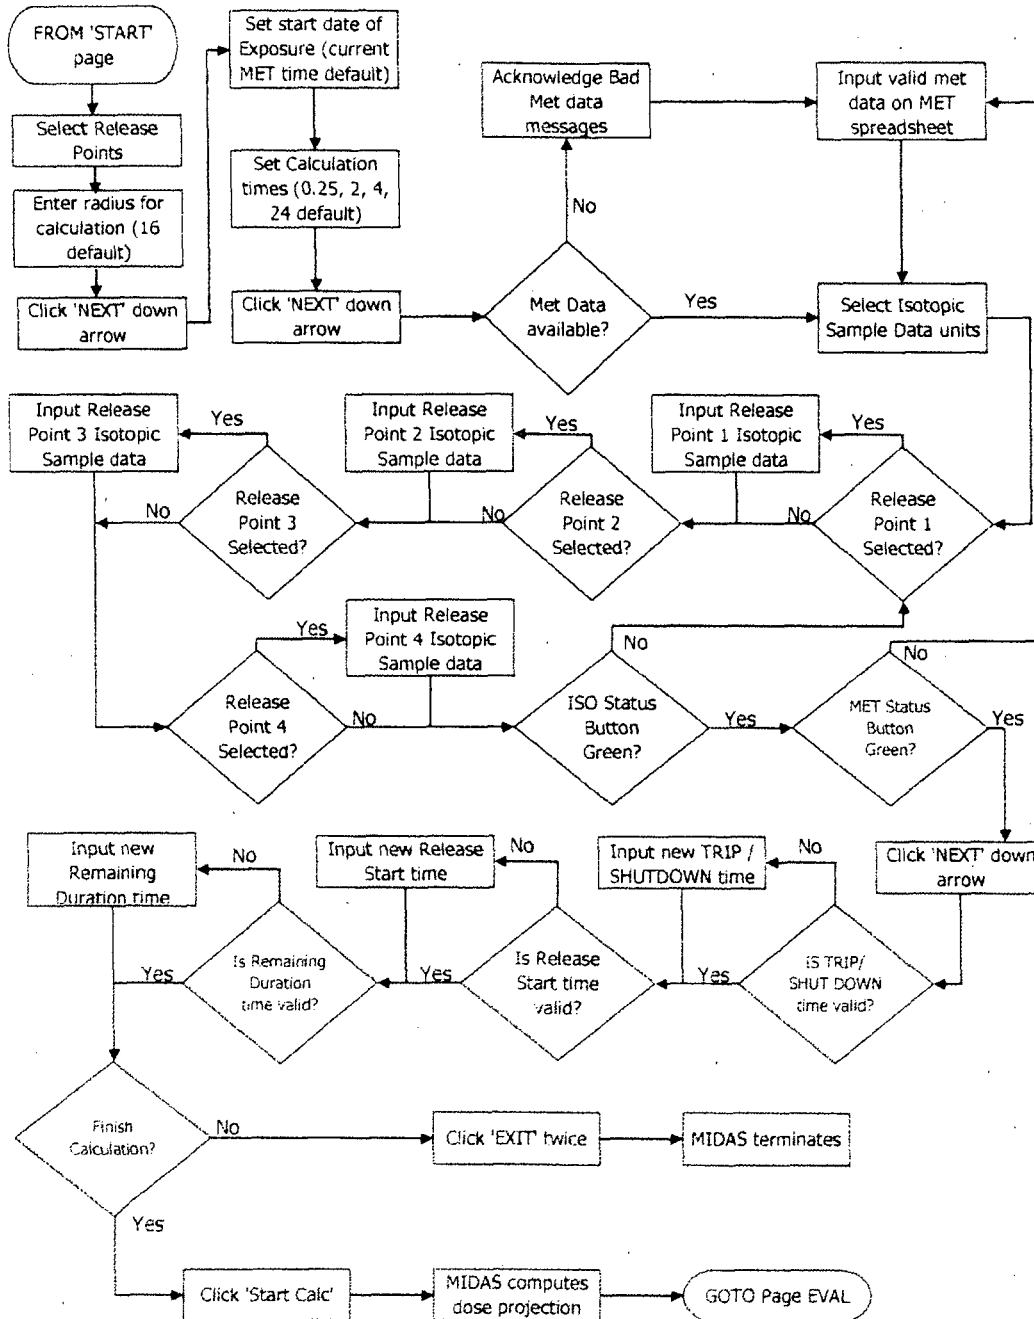 FROM 'START'
page
Select Release
Points
Enter radius for
calculation (16
default)
Click 'NEXT' down
arrow
Set start date of
Exposure (current
MET time default)
Set Calculation
times (0.25, 2, 4,
24 default)
Click 'NEXT' down
arrow
Met Data
available?
No
Yes
Acknowledge Bad
Met data
messages
Input valid met
data on MET
spreadsheet
Select Isotopic
Sample Data units
Release
Point 1
Selected?
Yes
No
Input Release
Point 1 Isotopic
Sample data
Release
Point 2
Selected?
Yes
No
Input Release
Point 2 Isotopic
Sample data
Release
Point 3
Selected?
Yes
No
Input Release
Point 3 Isotopic
Sample data
Release
Point 4
Selected?
Yes
No
Input Release
Point 4 Isotopic
Sample data
ISO Status
Button
Green?
No
Yes
MET Status
Button
Green?
No
Yes
Click 'NEXT' down
arrow
IS TRIP/
SHUT DOWN
time valid?
No
Yes
Input new TRIP /
SHUTDOWN time
Is Release
Start time
valid?
No
Yes
Input new Release
Start time
Is Remaining
Duration
time valid?
No
Yes
Input new
Remaining
Duration time
Finish
Calculation?
No
Yes
Click 'EXIT' twice
MIDAS terminates
Click 'Start Calc'
MIDAS computes
dose projection
GOTO Page EVAL